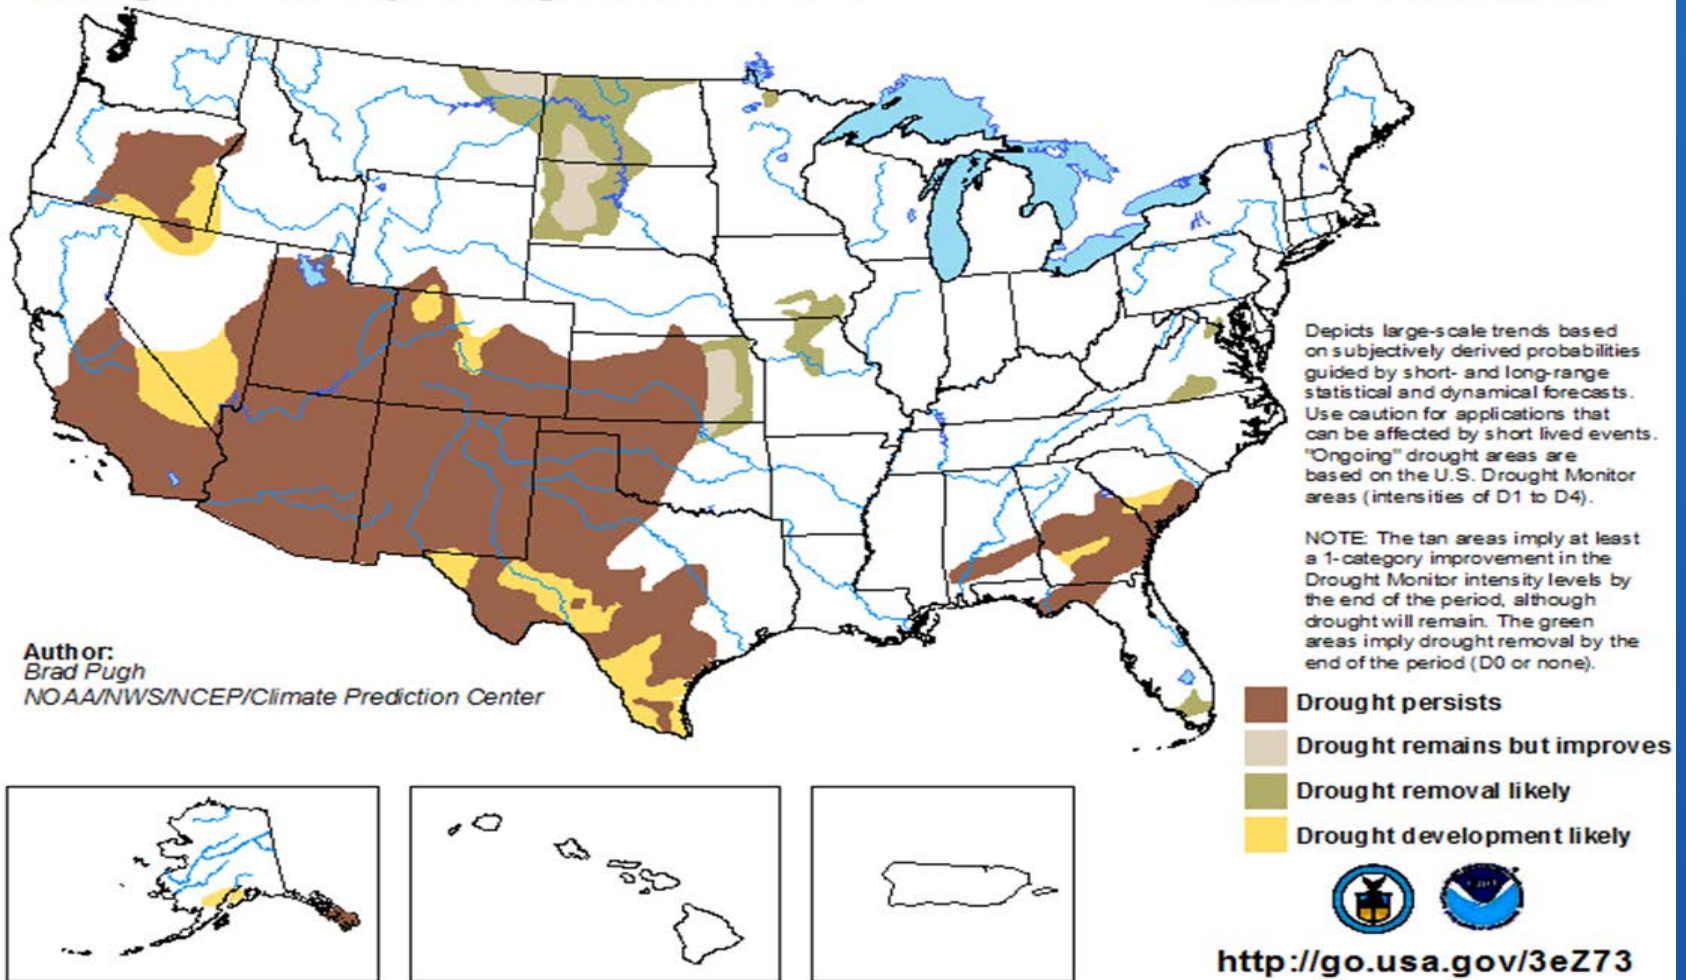 Depicts large-scale trends based
on subjectively derived probabilities
guided by short- and long-range
statistical and dynamical forecasts.
Use caution for applications that
can be affected by short lived events.
"Ongoing" drought areas are
based on the U.S. Drought Monitor
areas (intensities of D1 to D4).
NOTE: The tan areas imply at least
a 1-category improvement in the
Drought Monitor intensity levels by
the end of the period, although
drought will remain. The green
areas imply drought removal by the
end of the period (D0 or none).
Author:
Brad Pugh
NOAA/NWS/NCEP/Climate Prediction Center
Drought persists
Drought remains but improves
Drought removal likely
Drought development likely
http://go.usa.gov/3eZ73